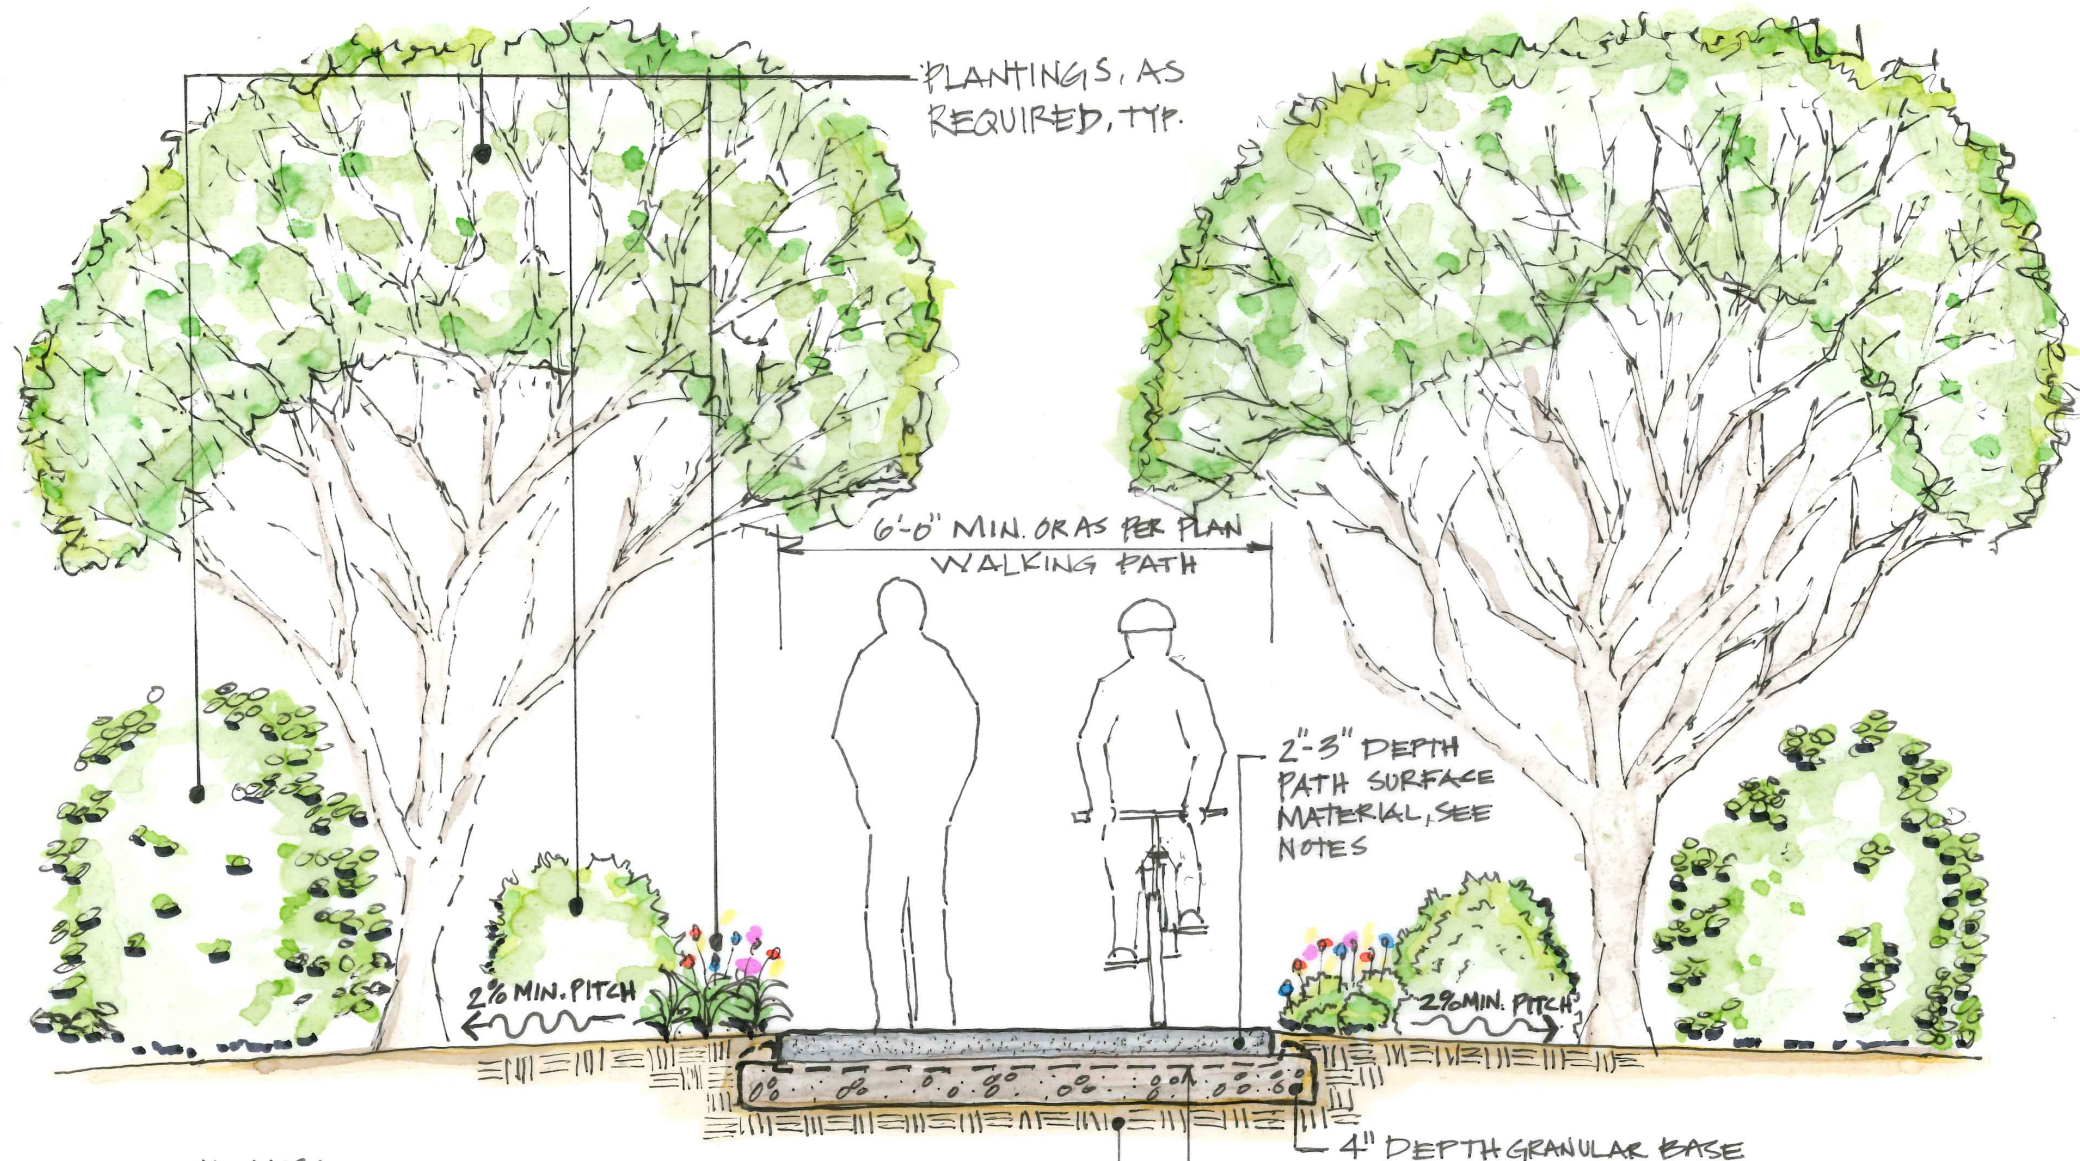 PLANTINGS, AS
REQUIRED, TYP.
6'-0" MIN. OR AS PER PLAN
WALKING PATH
2"-3" DEPTH
PATH SURFACE
MATERIAL, SEE
NOTES
2% MIN. PITCH
2% MIN. PITCH
4" DEPTH GRANULAR BASE